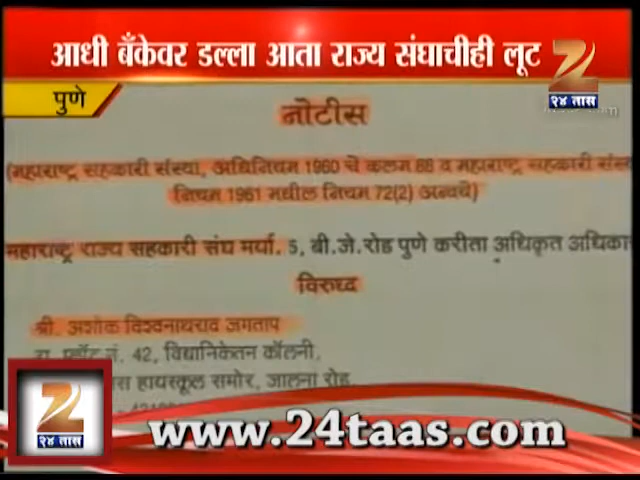 आधी बँकेवर डल्ला आता राज्य संघाचीही लूट
पुणे
२४ तास
नोटीस
(महाराष्ट्र सहकारी संस्था, अधिनियम 1960 चे कलम 88 व महाराष्ट्र सहकारी संस
नियम 1961 मधील नियम 72(2) अन्वये)
महाराष्ट्र राज्य सहकारी संघ मर्या. 5, बी.जे.रोड पुणे करीता अधिकृत अधिका
विरुध्द
श्री. अशोक विश्वनाथराव जगताप
नं. 42, विद्यानिकेतन कॉलनी,
हायस्कूल समोर, जालना रोड
२४ तास
www.24taas.com